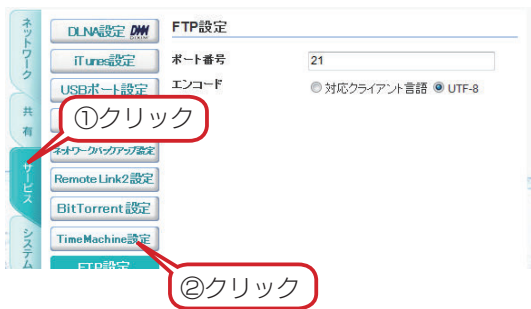 ネットワーク
共有
サービス
システム
DLNA設定
iTunes設定
USBポート設定
ネットワークバックアップ設定
Remote Link2設定
BitTorrent設定
TimeMachine設定
FTP設定
FTP設定
ポート番号 21
エンコード 対応クライアント言語 UTF-8
①クリック
②クリック